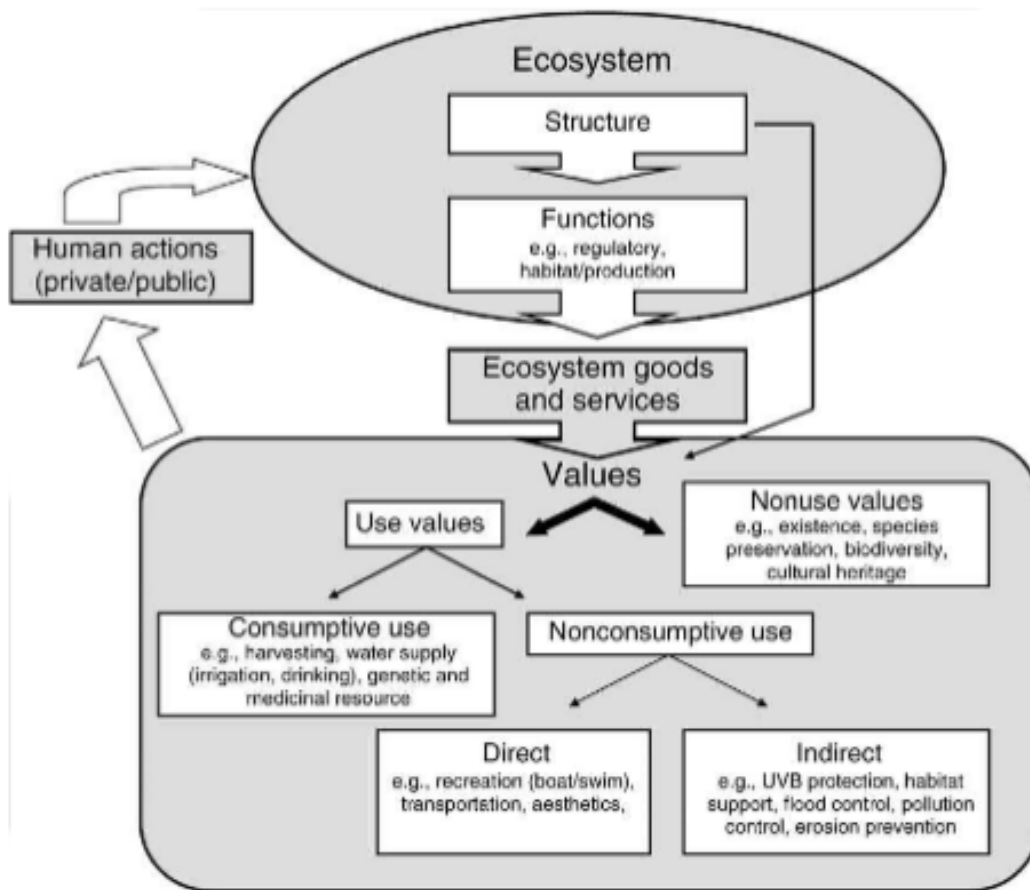 Ecosystem
Structure
Functions
e.g., regulatory,
habitat/production
Human actions
(private/public)
Ecosystem goods
and services
Values
Use values
Nonuse values
e.g., existence, species
preservation, biodiversity,
cultural heritage
Consumptive use
e.g., harvesting, water supply
(irrigation, drinking), genetic and
medicinal resource
Nonconsumptive use
Direct
e.g., recreation (boat/swim),
transportation, aesthetics,
Indirect
e.g., UVB protection, habitat
support, flood control, pollution
control, erosion prevention